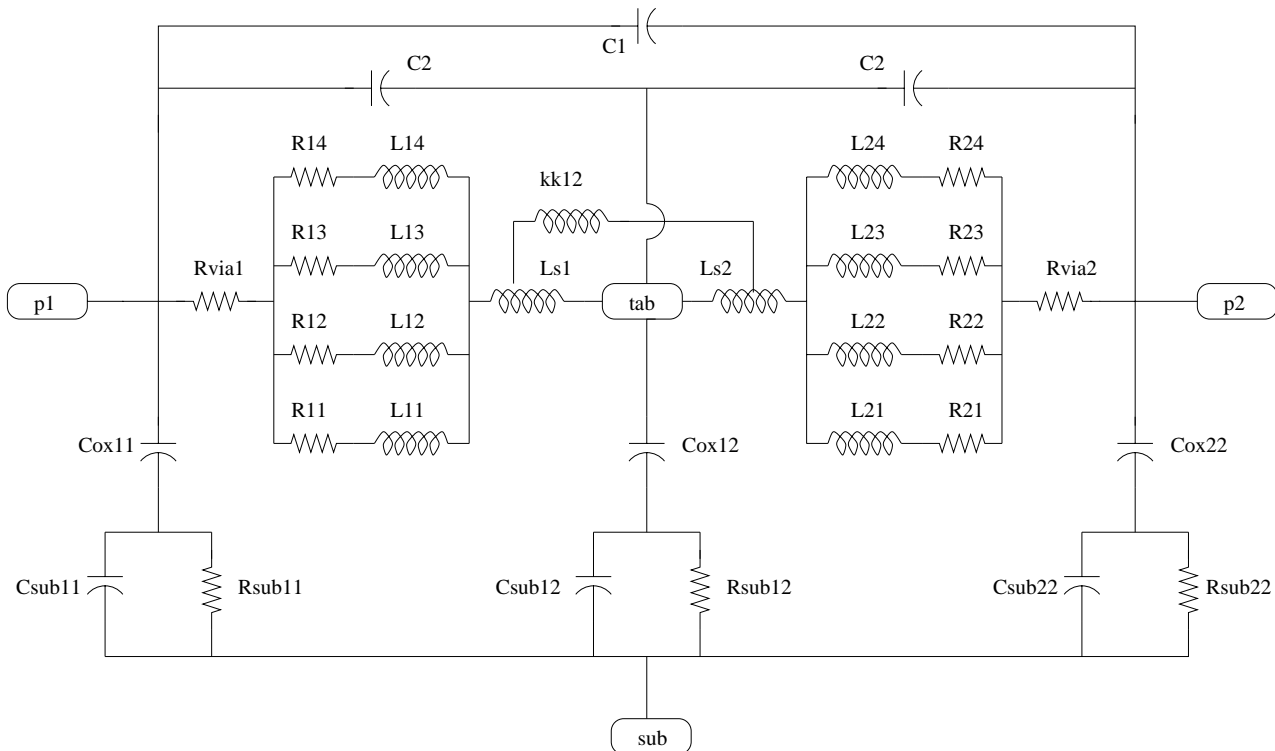 C1
C2
C2
R14
L14
L24
R24
kk12
R13
L13
L23
R23
Rvia1
Ls1
Ls2
Rvia2
p1
tab
p2
R12
L12
L22
R22
R11
L11
L21
R21
Cox11
Cox12
Cox22
Csub11
Rsub11
Csub12
Rsub12
Csub22
Rsub22
sub